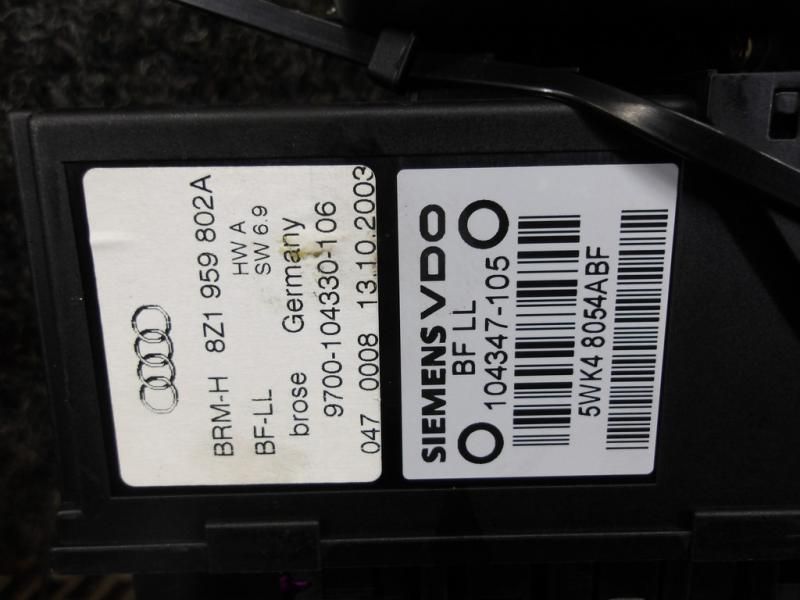 BRM-H 8Z1 959 802A
HW A
BF-LL SW 6.9
brose Germany
9700-104330-106
047 0008 13.10.2003
SIEMENS VDO
BF LL
104347-105
5WK4 8054ABF